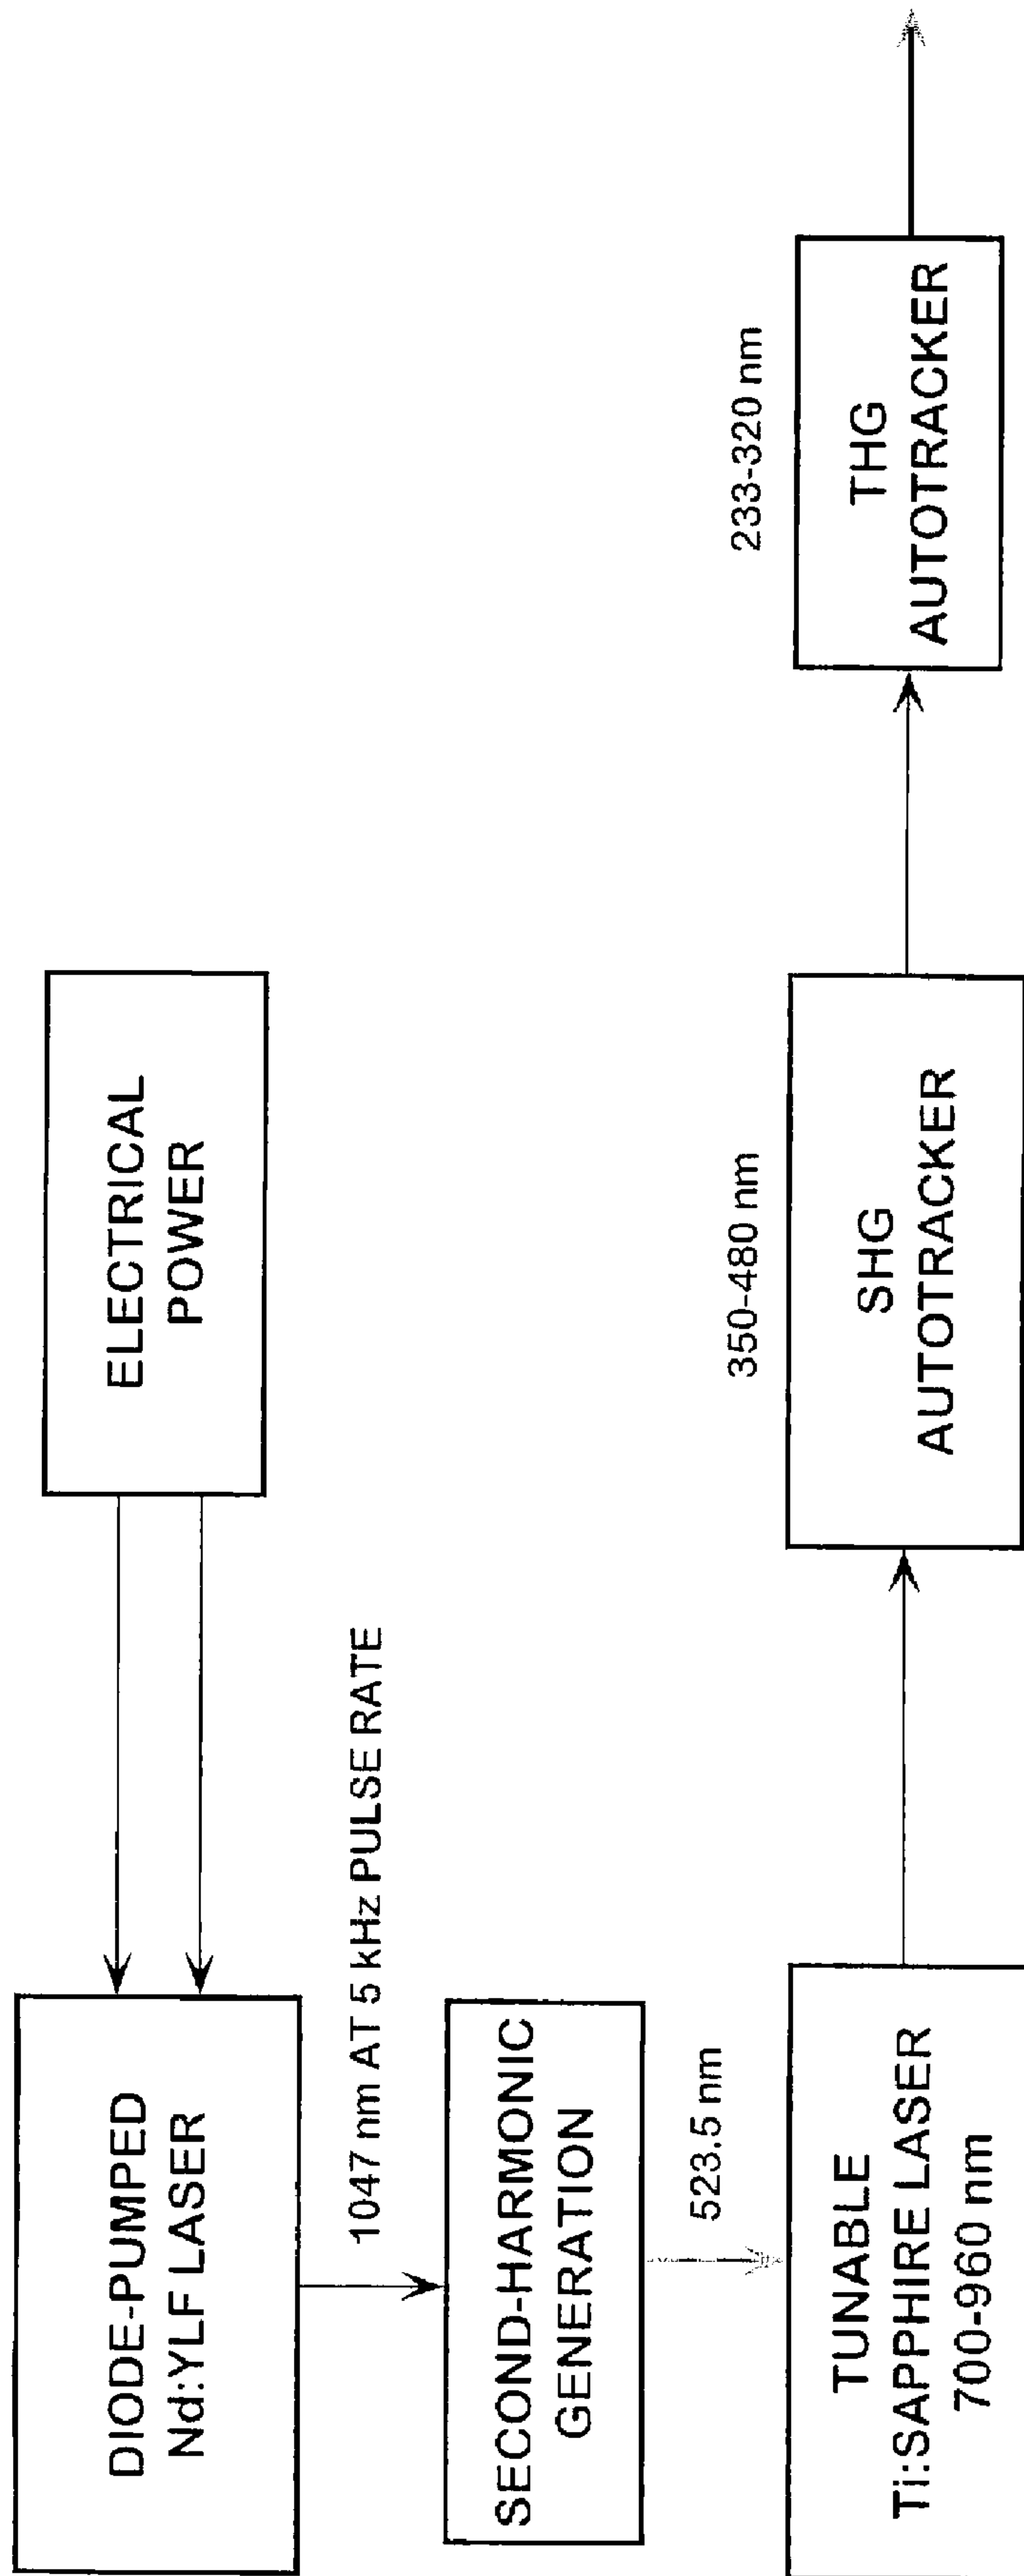 DIODE-PUMPED
Nd:YLF LASER
ELECTRICAL
POWER
1047 nm AT 5 kHz PULSE RATE
SECOND-HARMONIC
GENERATION
523.5 nm
TUNABLE
Ti:SAPPHIRE LASER
700-960 nm
350-480 nm
SHG
AUTOTRACKER
233-320 nm
THG
AUTOTRACKER